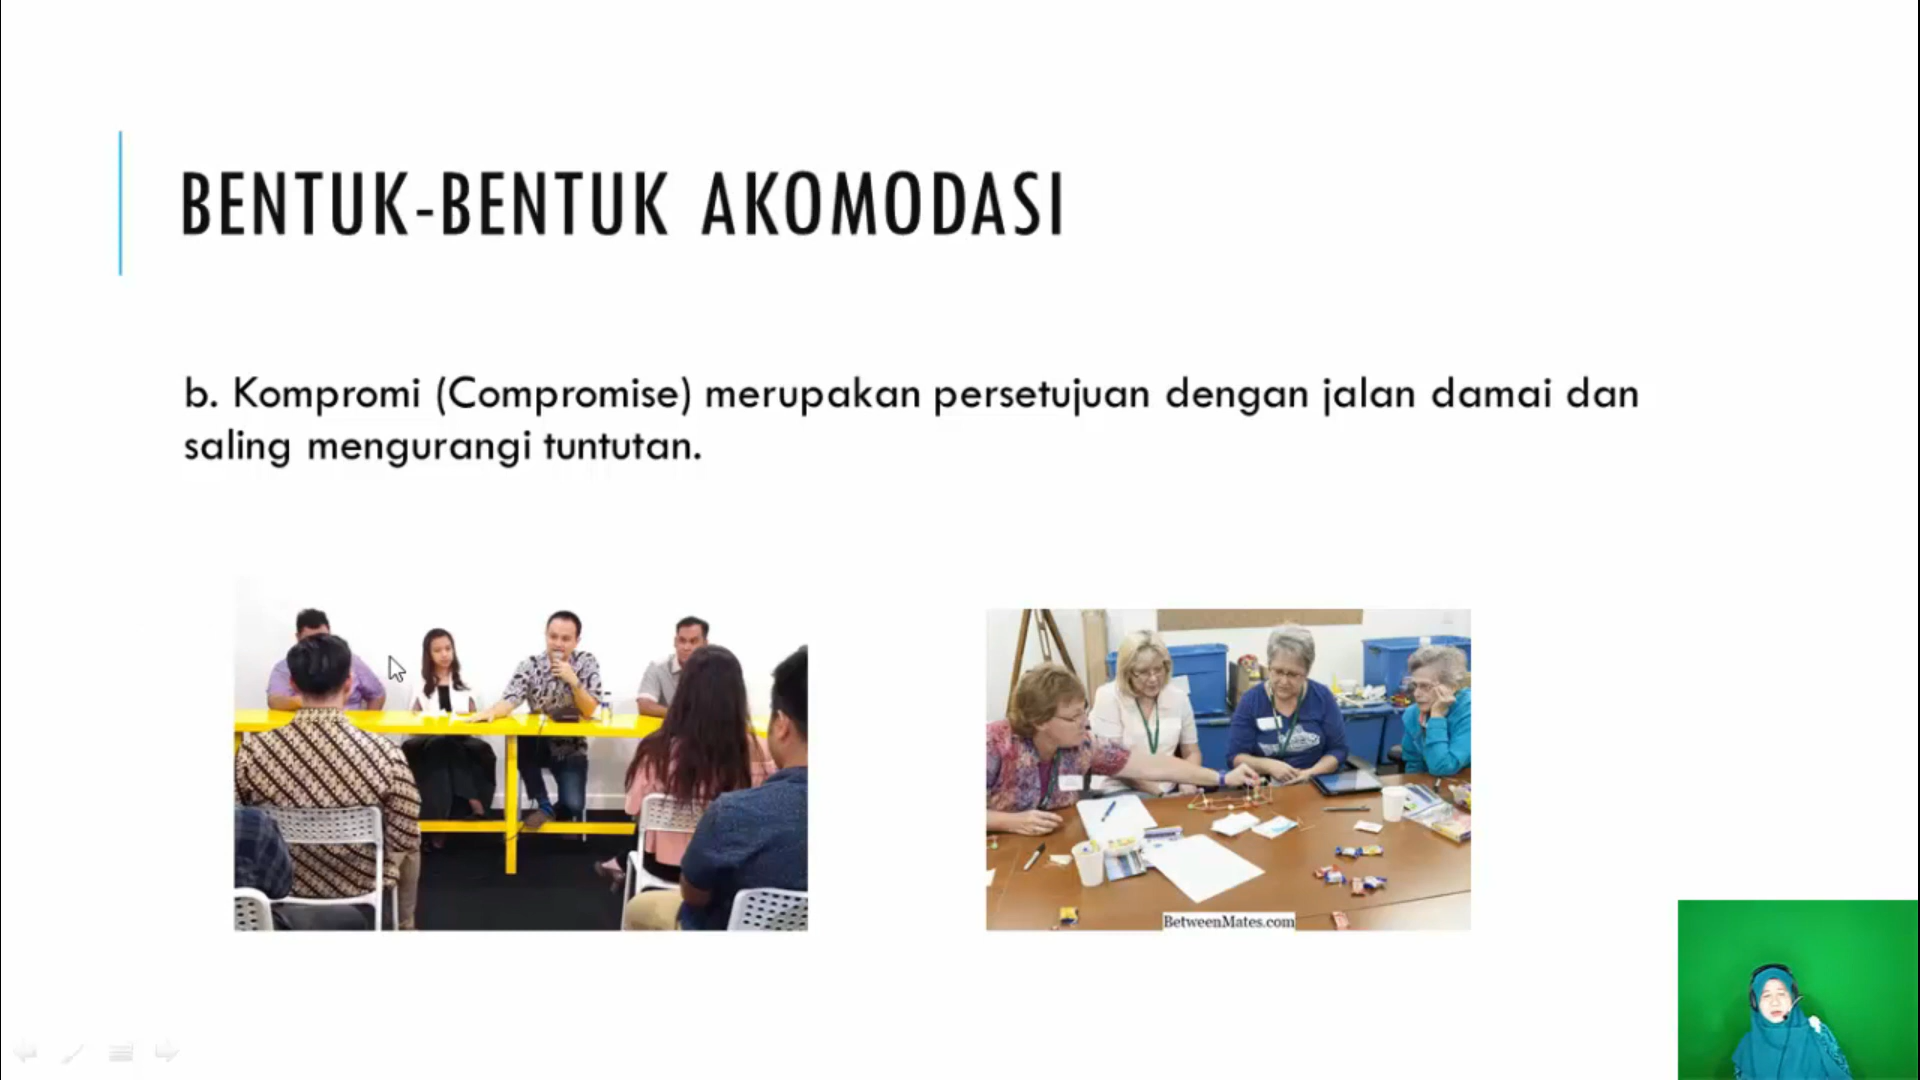 BENTUK-BENTUK AKOMODASI
b. Kompromi (Compromise) merupakan persetujuan dengan jalan damai dan
saling mengurangi tuntutan.
BetweenMates.com